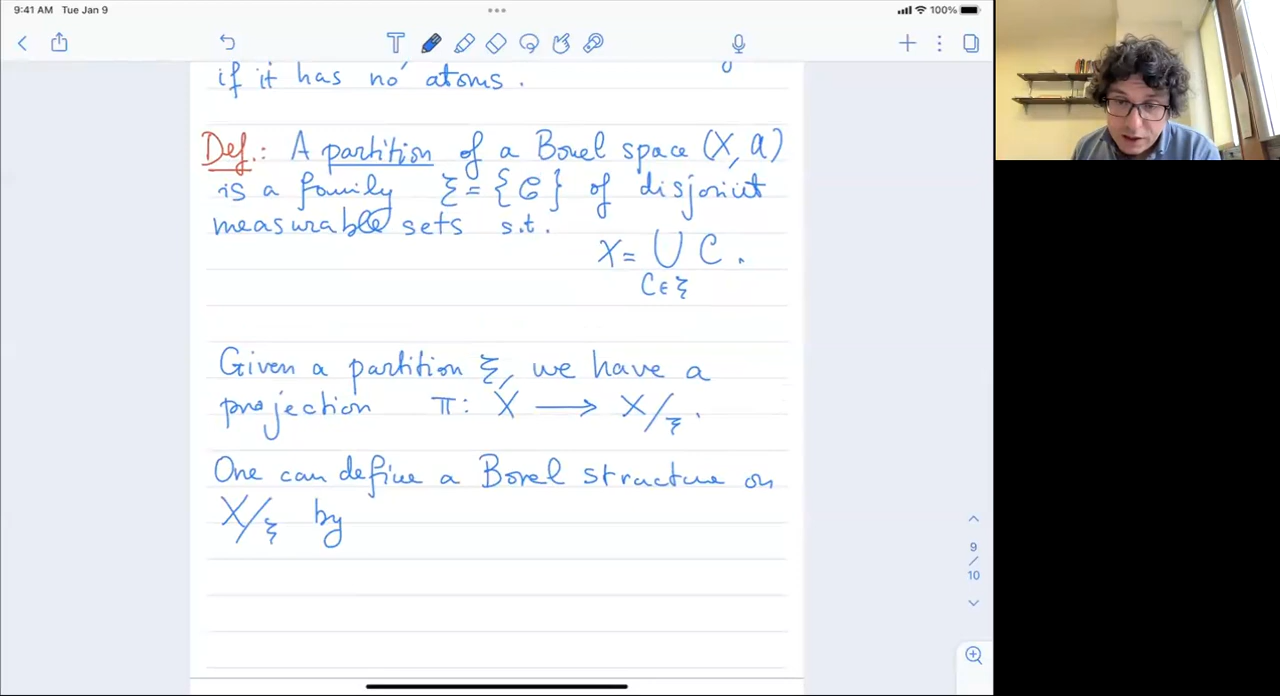 9:41 AM Tue Jan 9
100%
if it has no atoms.
Def.: A partition of a Borel space (X, a)
is a family ξ = {C} of disjoint
measurable sets s.t.
X = ∪ C.
C∈ξ
Given a partition ξ, we have a
projection π: X ⟶ X/ξ.
One can define a Borel structure on
X/ξ by
9
/
10